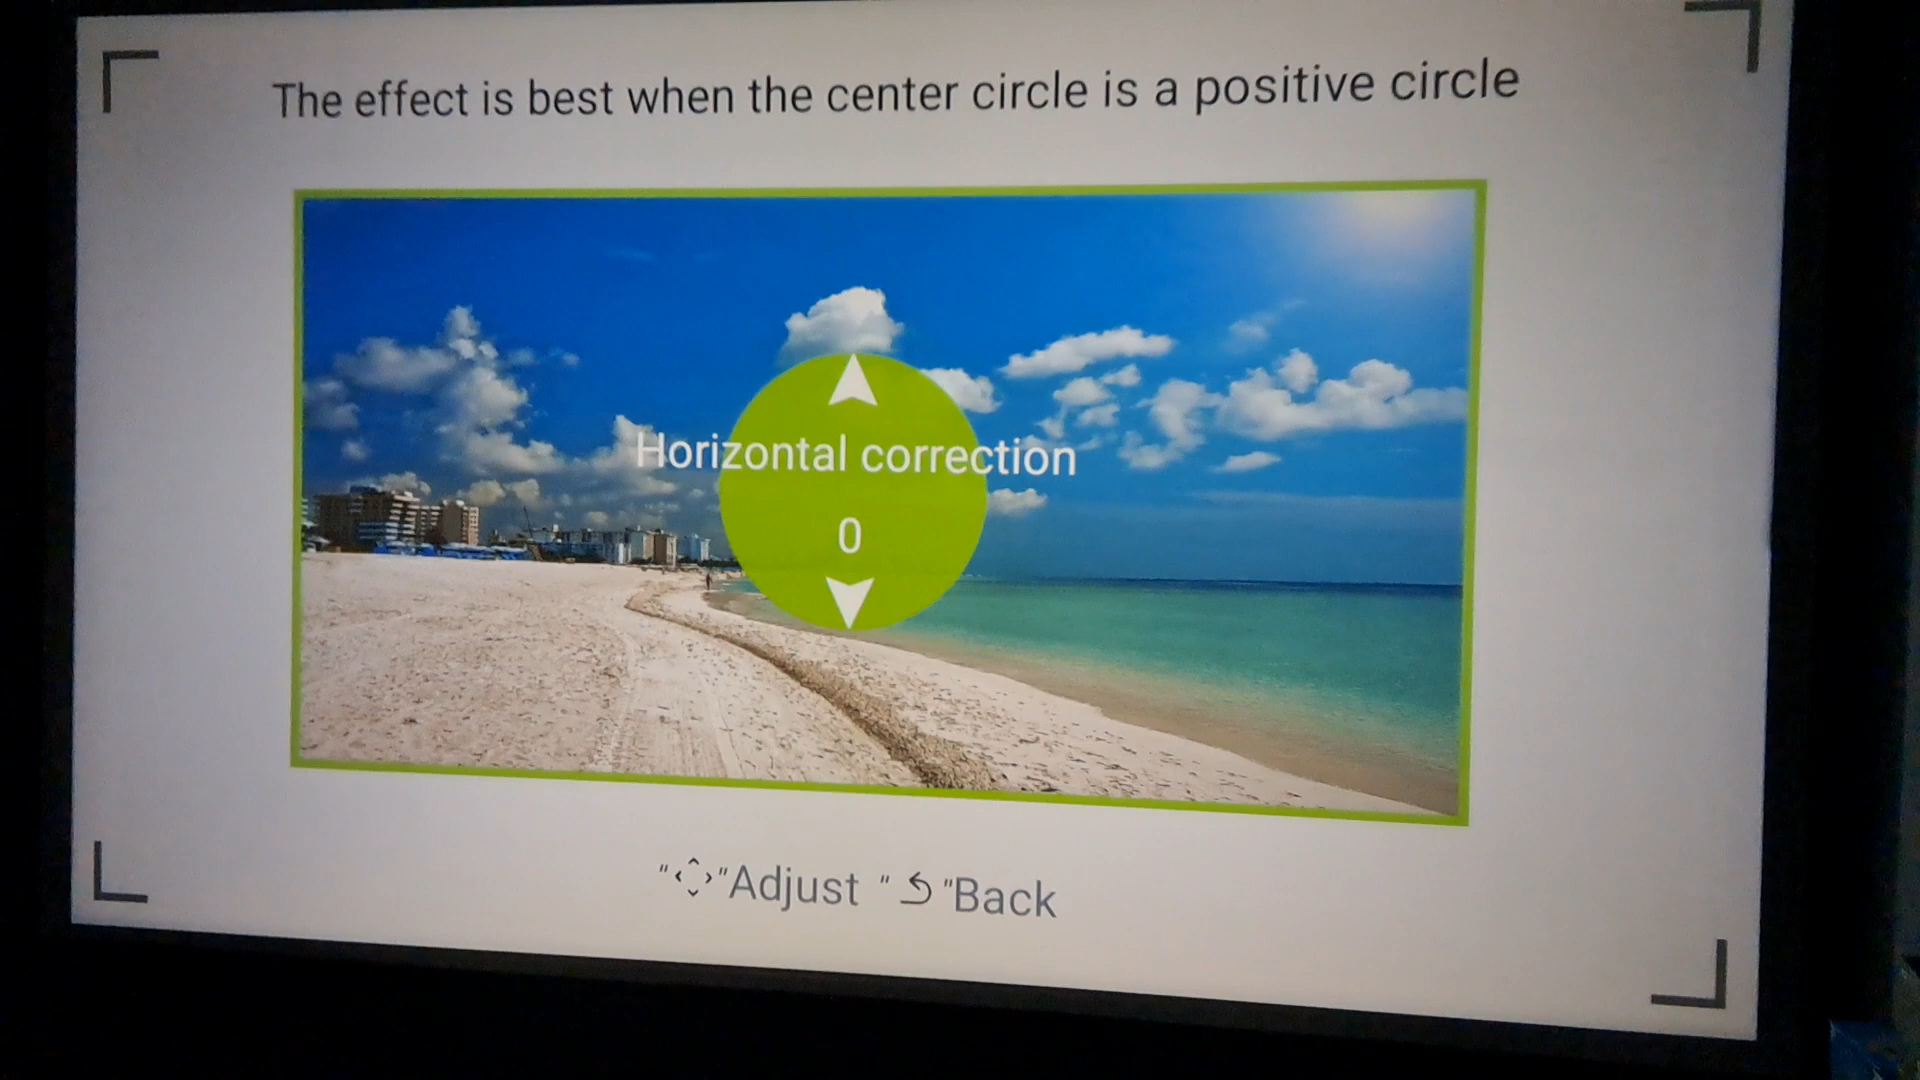 The effect is best when the center circle is a positive circle
Horizontal correction
0
""Adjust ""Back